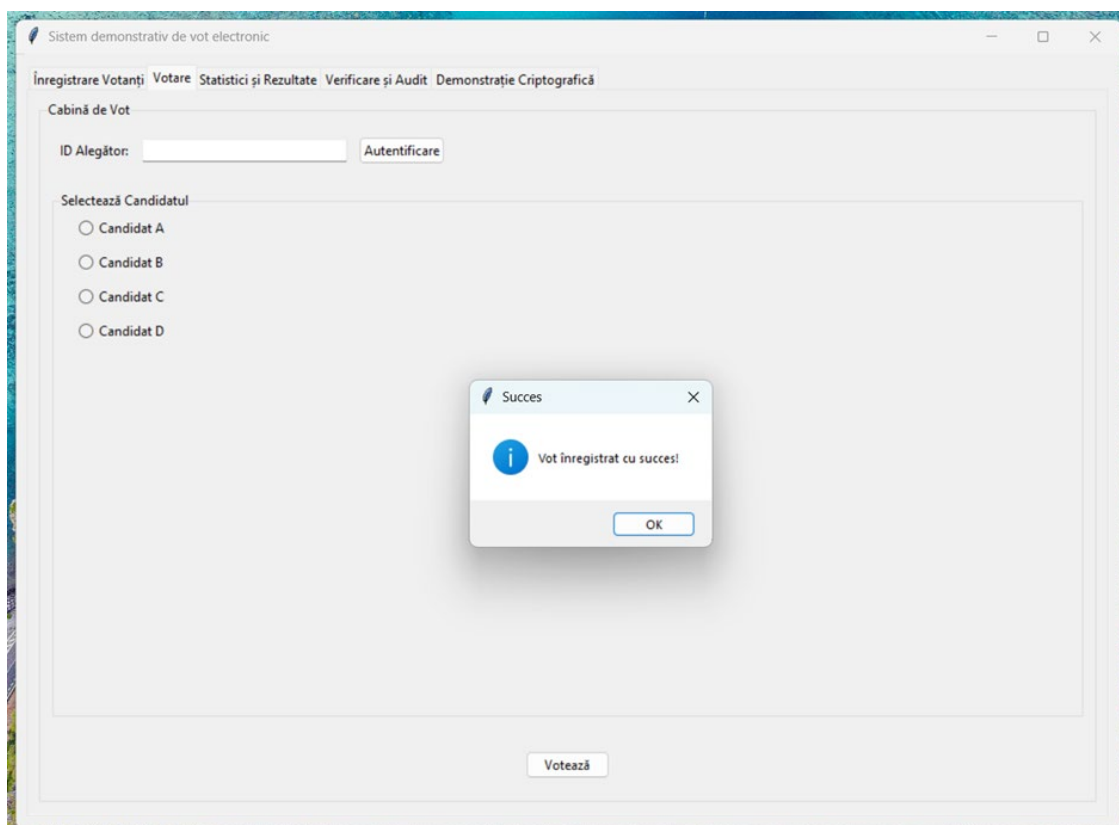 Sistem demonstrativ de vot electronic
Înregistrare Votanți Votare Statistici și Rezultate Verificare și Audit Demonstrație Criptografică
Cabină de Vot
ID Alegător: Autentificare
Selectează Candidatul
Candidat A
Candidat B
Candidat C
Candidat D
Succes
Vot înregistrat cu succes!
OK
Votează